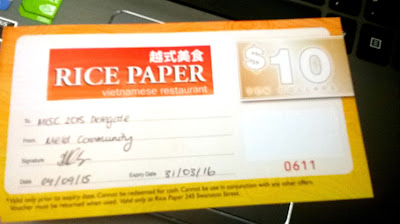 越式美食
RICE PAPER
vietnamese restaurant
$10
TEN DOLLARS
To MISC 2015 Delegate
From Community
Signature
Date 04/09/15 Expiry Date 31/03/16
0611
*Valid only prior to expiry date. Cannot be redeemed for cash. Cannot be use in conjunction with any other offers.
Voucher must be returned when used. Valid only at Rice Paper 243 Swanston Street.